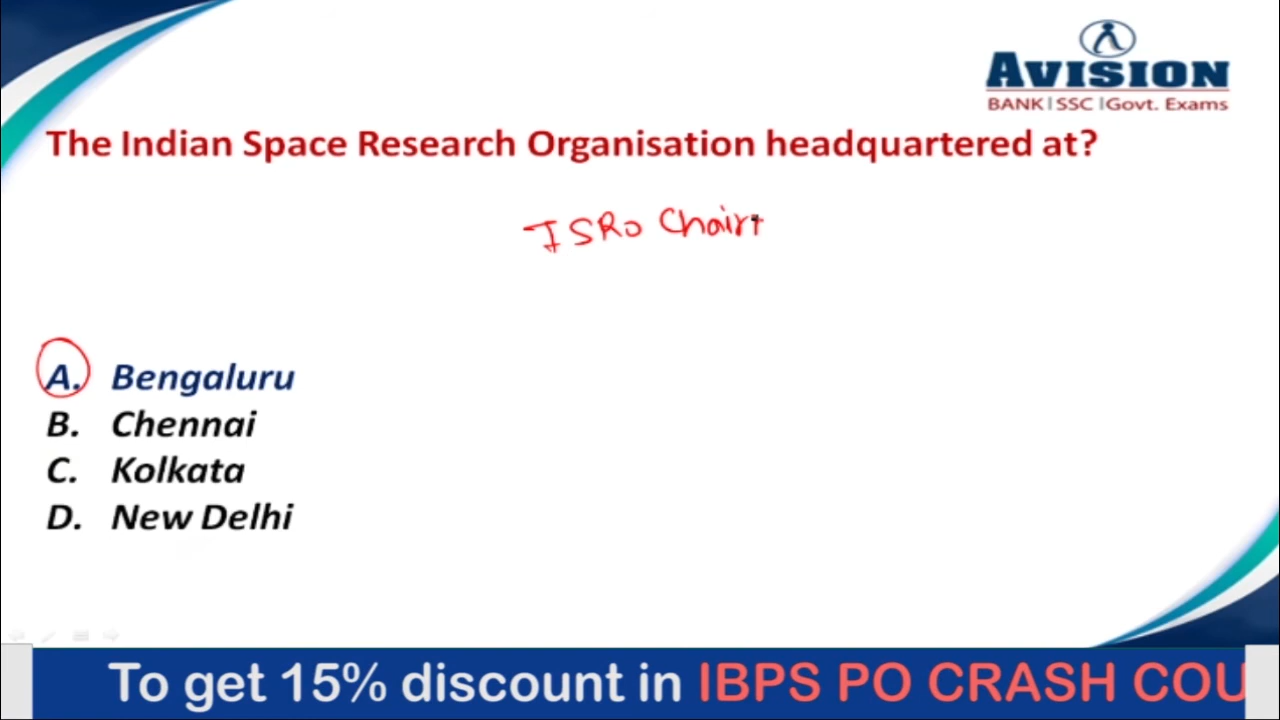 AVISION
BANK | SSC | Govt. Exams
The Indian Space Research Organisation headquartered at?
ISRO Chair
A. Bengaluru
B. Chennai
C. Kolkata
D. New Delhi
To get 15% discount in IBPS PO CRASH COU